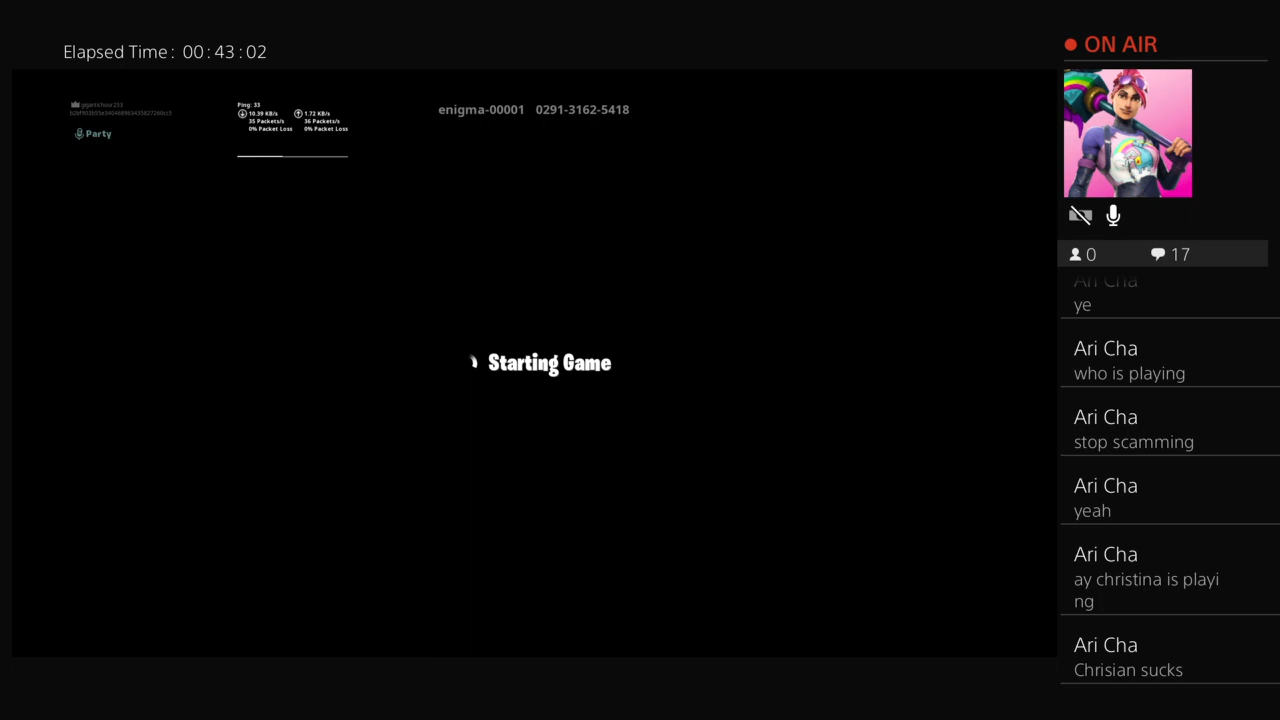 Elapsed Time: 00:43:02
ON AIR
gigantichour253
Party
Ping: 33
10.39 KB/s 1.72 KB/s
35 Packets/s 36 Packets/s
0% Packet Loss 0% Packet Loss
enigma-00001 0291-3162-5418
Starting Game
0 17
Ari Cha
ye
Ari Cha
who is playing
Ari Cha
stop scamming
Ari Cha
yeah
Ari Cha
ay christina is playi
ng
Ari Cha
Chrisian sucks